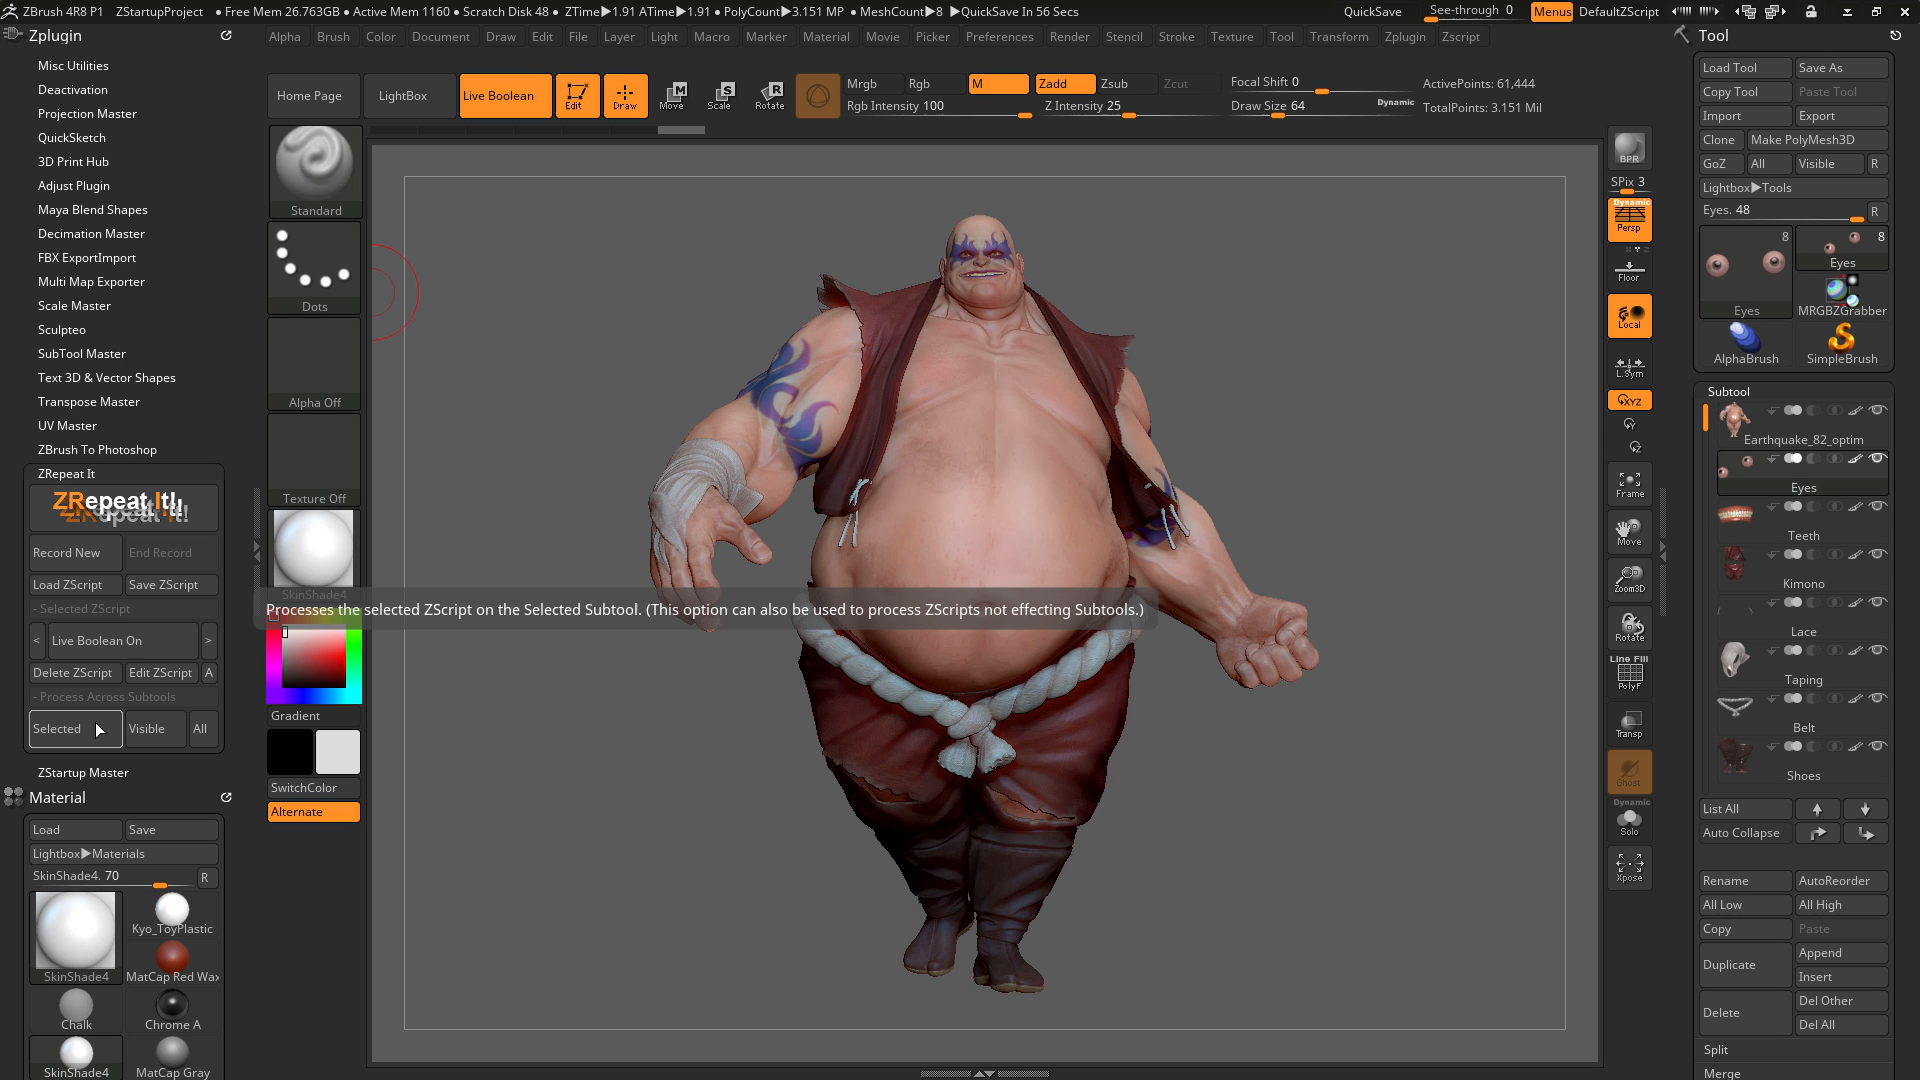 ZBrush 4R8 P1 ZStartupProject ● Free Mem 26.763GB ● Active Mem 1160 ● Scratch Disk 48 ● ZTime▶1.91 ATime▶1.91 ● PolyCount▶3.151 MP ● MeshCount▶8 ▶QuickSave In 56 Secs QuickSave See-through 0 Menus DefaultZScript
Zplugin
Misc Utilities
Deactivation
Projection Master
QuickSketch
3D Print Hub
Adjust Plugin
Maya Blend Shapes
Decimation Master
FBX ExportImport
Multi Map Exporter
Scale Master
Sculpteo
SubTool Master
Text 3D & Vector Shapes
Transpose Master
UV Master
ZBrush To Photoshop
ZRepeat It
ZRepeat It!
Record New End Record
Load ZScript Save ZScript
- Selected ZScript
< Live Boolean On >
Delete ZScript Edit ZScript A
- Process Across Subtools
Selected Visible All
ZStartup Master
Material
Load Save
Lightbox▶Materials
SkinShade4. 70 R
SkinShade4
Kyo_ToyPlastic
MatCap Red Wax
Chalk
Chrome A
SkinShade4
MatCap Gray
Alpha Brush Color Document Draw Edit File Layer Light Macro Marker Material Movie Picker Preferences Render Stencil Stroke Texture Tool Transform Zplugin Zscript
Home Page LightBox Live Boolean Edit Draw Move Scale Rotate
Mrgb Rgb M Zadd Zsub Zcut
Rgb Intensity 100 Z Intensity 25
Focal Shift 0
Draw Size 64 Dynamic
ActivePoints: 61,444
TotalPoints: 3.151 Mil
Standard
Dots
Alpha Off
Texture Off
SkinShade4
Processes the selected ZScript on the Selected Subtool. (This option can also be used to process ZScripts not effecting Subtools.)
Gradient
SwitchColor
Alternate
BPR
SPix 3
Dynamic
Persp
Floor
Local
L.Sym
XYZ
Frame
Move
Zoom3D
Rotate
Line Fill
PolyF
Transp
Ghost
Dynamic
Solo
Xpose
Tool
Load Tool Save As
Copy Tool Paste Tool
Import Export
Clone Make PolyMesh3D
GoZ All Visible R
Lightbox▶Tools
Eyes. 48 R
8 8
Eyes
Eyes
MRGBZGrabber
AlphaBrush SimpleBrush
Subtool
Earthquake_82_optim
Eyes
Teeth
Kimono
Lace
Taping
Belt
Shoes
List All
Auto Collapse
Rename AutoReorder
All Low All High
Copy Paste
Duplicate Append
Insert
Delete Del Other
Del All
Split
Merge